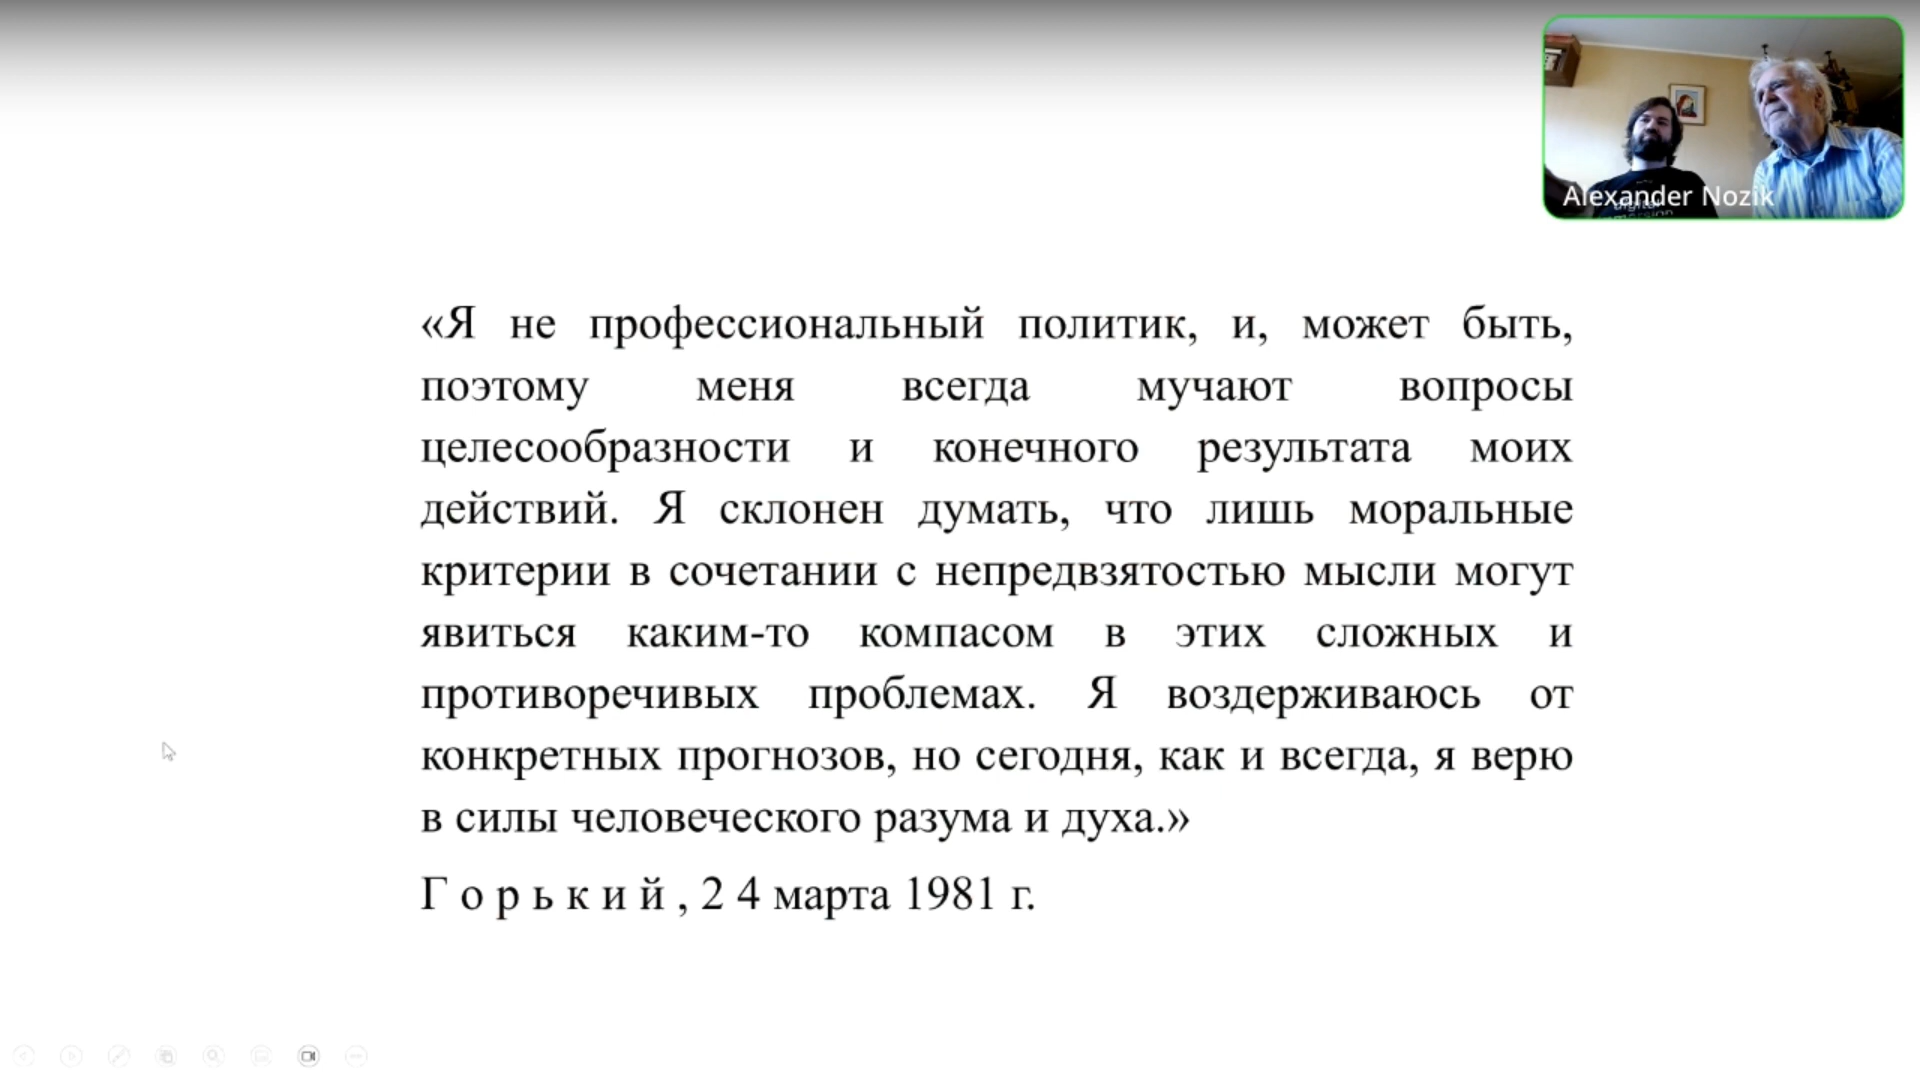 Alexander Nozik
«Я не профессиональный политик, и, может быть,
поэтому меня всегда мучают вопросы
целесообразности и конечного результата моих
действий. Я склонен думать, что лишь моральные
критерии в сочетании с непредвзятостью мысли могут
явиться каким-то компасом в этих сложных и
противоречивых проблемах. Я воздерживаюсь от
конкретных прогнозов, но сегодня, как и всегда, я верю
в силы человеческого разума и духа.»
Г о р ь к и й , 2 4 марта 1981 г.